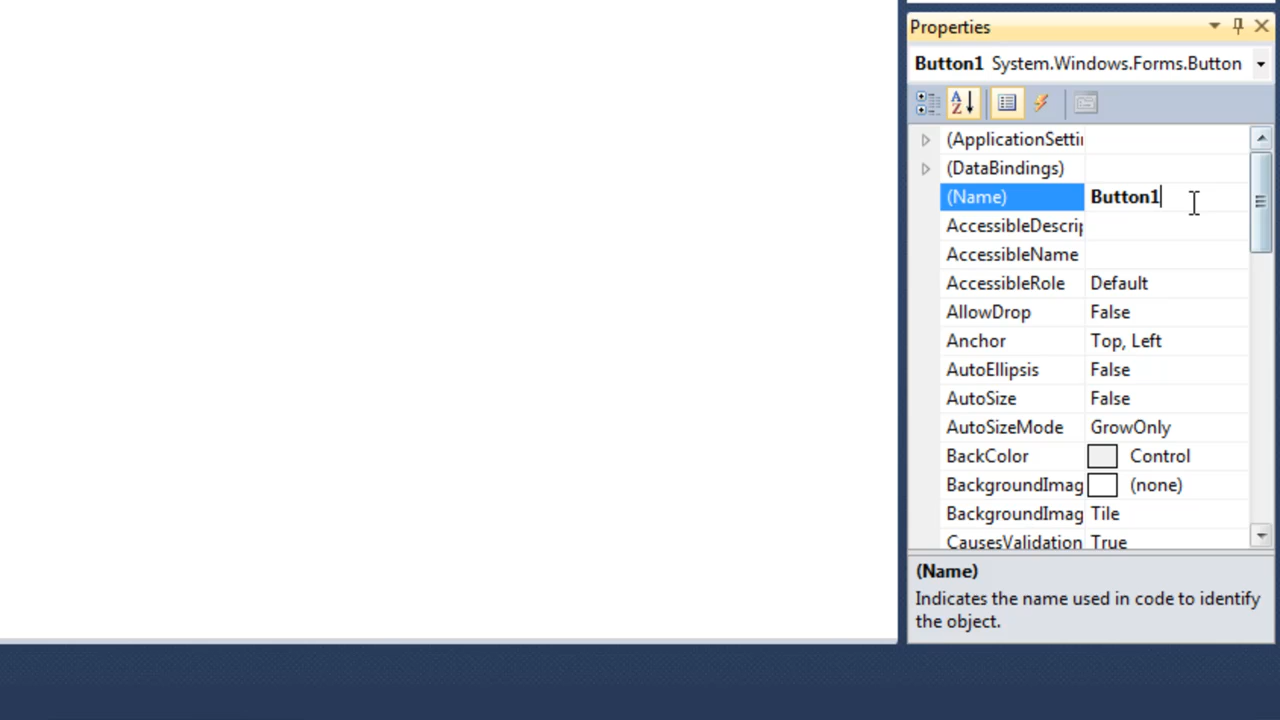 Properties
Button1 System.Windows.Forms.Button
(ApplicationSettin
(DataBindings)
(Name) Button1
AccessibleDescrip
AccessibleName
AccessibleRole Default
AllowDrop False
Anchor Top, Left
AutoEllipsis False
AutoSize False
AutoSizeMode GrowOnly
BackColor Control
BackgroundImag (none)
BackgroundImag Tile
CausesValidation True
(Name)
Indicates the name used in code to identify
the object.